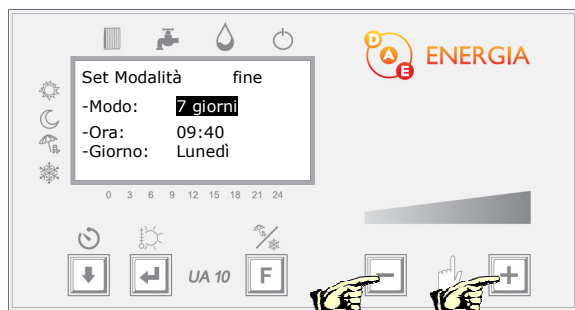 D A E ENERGIA
Set Modalità fine
-Modo: 7 giorni
-Ora: 09:40
-Giorno: Lunedì
0 3 6 9 12 15 18 21 24
UA 10 F